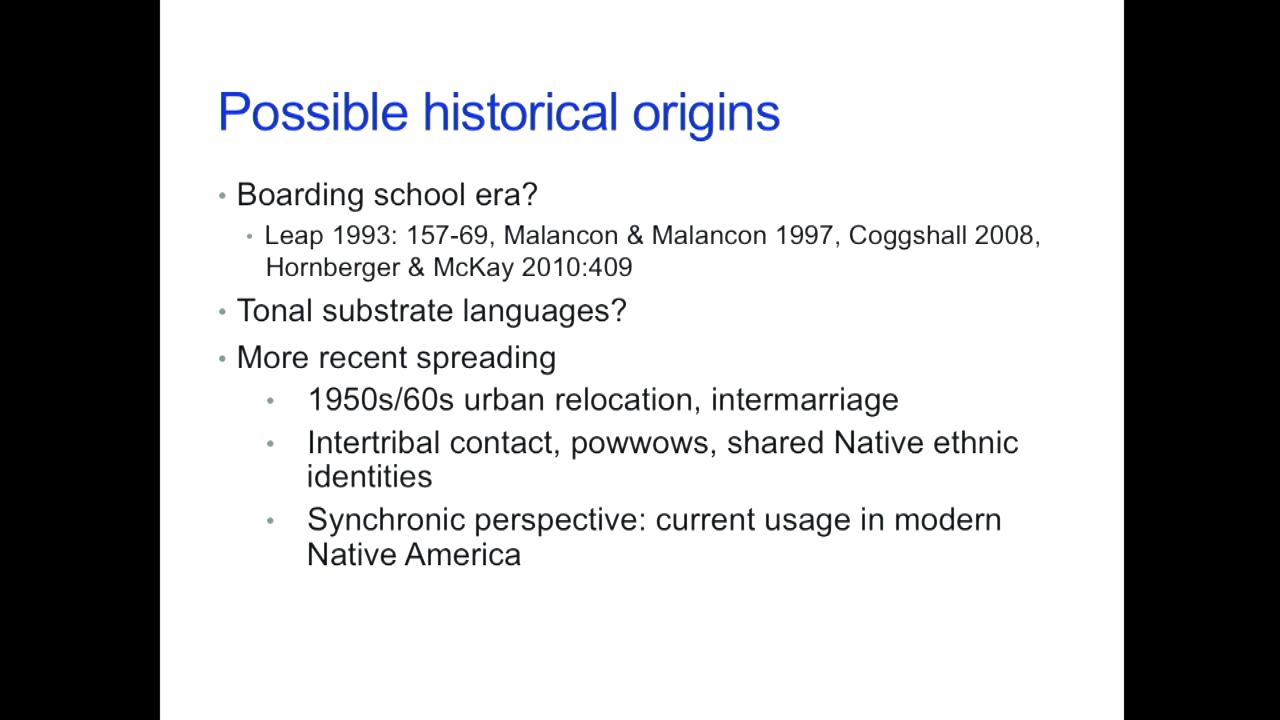 Possible historical origins
• Boarding school era?
• Leap 1993: 157-69, Malancon & Malancon 1997, Coggshall 2008,
Hornberger & McKay 2010:409
• Tonal substrate languages?
• More recent spreading
• 1950s/60s urban relocation, intermarriage
• Intertribal contact, powwows, shared Native ethnic
identities
• Synchronic perspective: current usage in modern
Native America